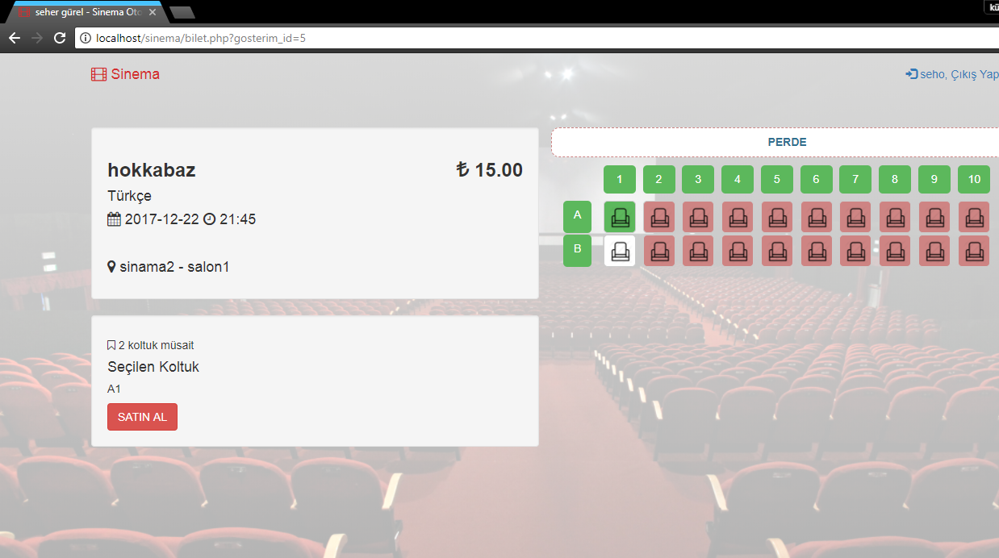 seher gürel - Sinema Oto
kü
localhost/sinema/bilet.php?gosterim_id=5
Sinema
seho, Çıkış Yap
hokkabaz
₺ 15.00
Türkçe
2017-12-22 21:45
sinama2 - salon1
PERDE
1 2 3 4 5 6 7 8 9 10
A
B
2 koltuk müsait
Seçilen Koltuk
A1
SATIN AL